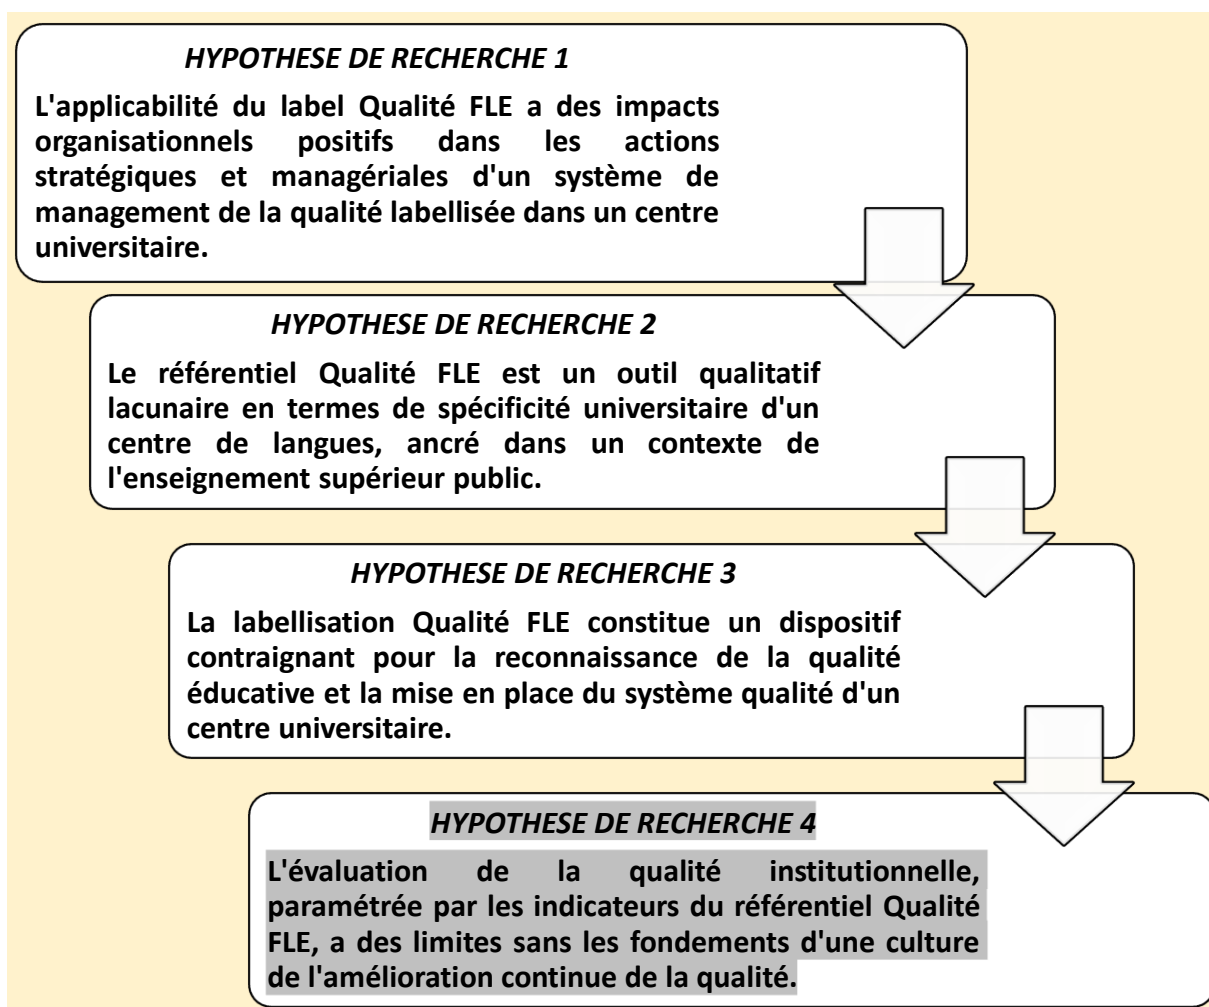 HYPOTHESE DE RECHERCHE 1
L'applicabilité du label Qualité FLE a des impacts
organisationnels positifs dans les actions
stratégiques et managériales d'un système de
management de la qualité labellisée dans un centre
universitaire.
HYPOTHESE DE RECHERCHE 2
Le référentiel Qualité FLE est un outil qualitatif
lacunaire en termes de spécificité universitaire d'un
centre de langues, ancré dans un contexte de
l'enseignement supérieur public.
HYPOTHESE DE RECHERCHE 3
La labellisation Qualité FLE constitue un dispositif
contraignant pour la reconnaissance de la qualité
éducative et la mise en place du système qualité d'un
centre universitaire.
HYPOTHESE DE RECHERCHE 4
L'évaluation de la qualité institutionnelle,
paramétrée par les indicateurs du référentiel Qualité
FLE, a des limites sans les fondements d'une culture
de l'amélioration continue de la qualité.